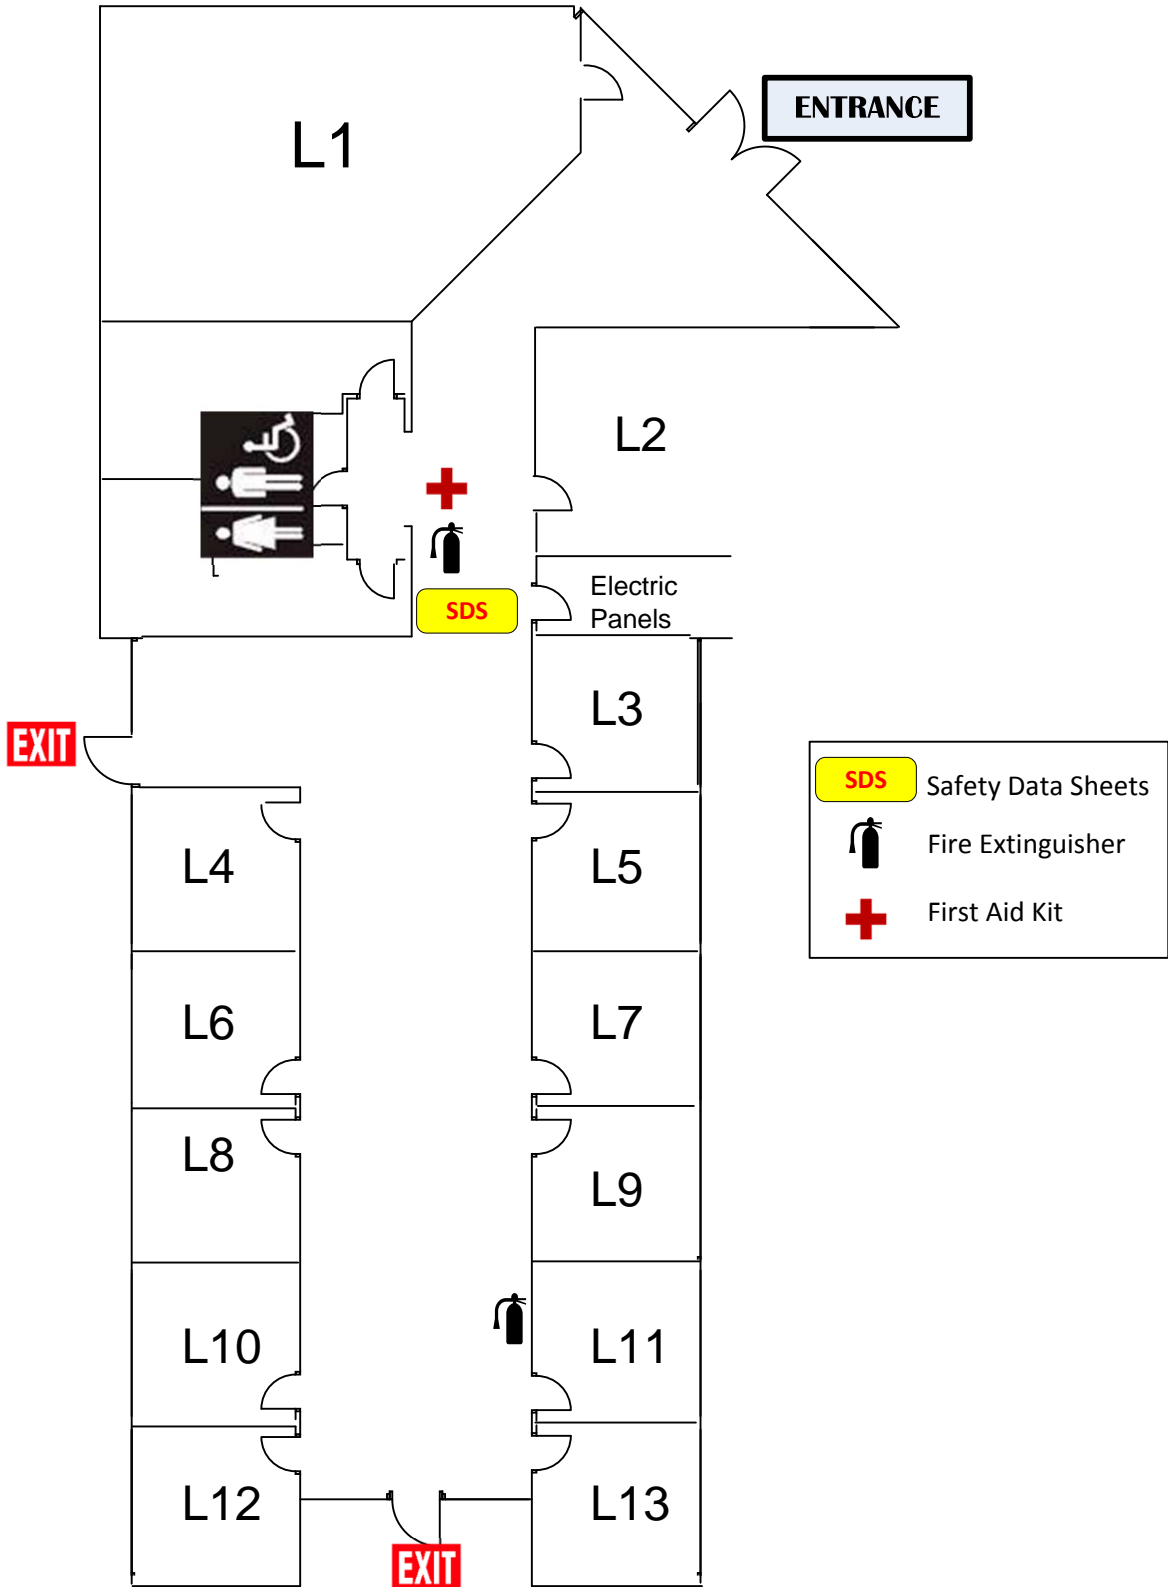 ENTRANCE
L1
L2
Electric
Panels
SDS
L3
EXIT
SDS Safety Data Sheets
Fire Extinguisher
First Aid Kit
L4
L5
L6
L7
L8
L9
L10
L11
L12
L13
EXIT